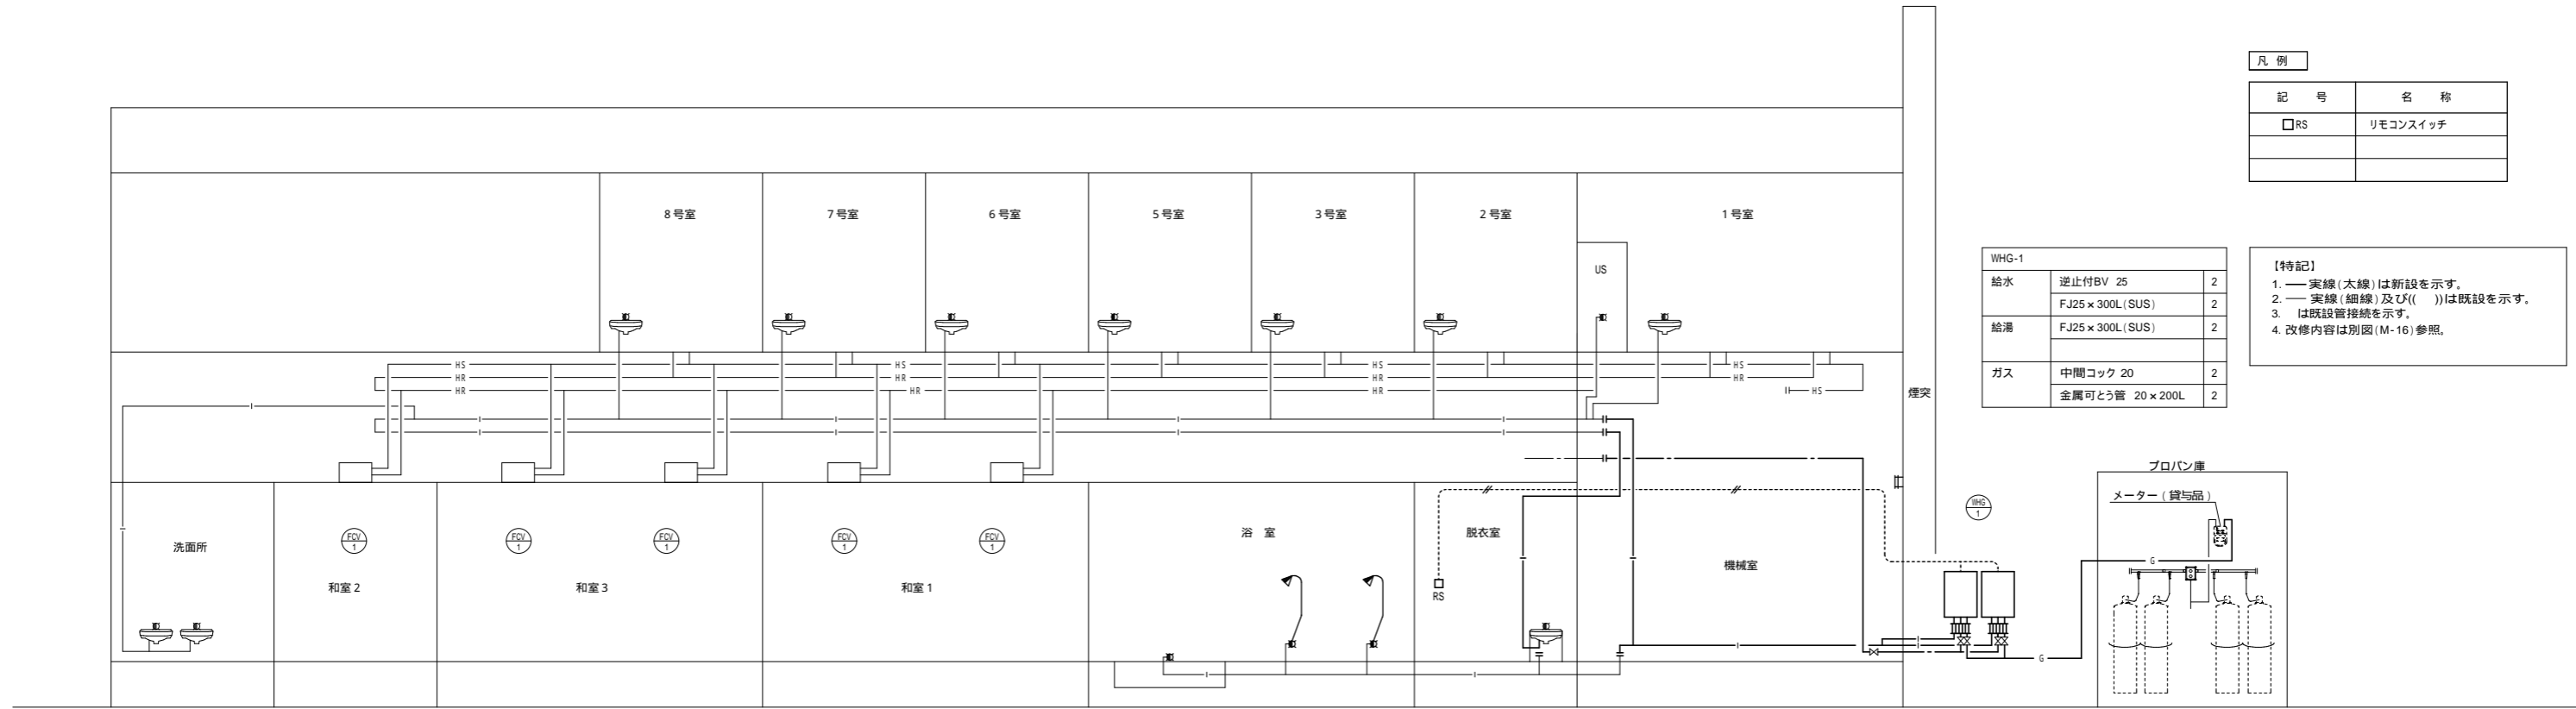 凡 例
記 号 名 称
RS リモコンスイッチ
8号室 7号室 6号室 5号室 3号室 2号室 1号室
US
WHG-1
給水 逆止付BV 25 2
FJ25×300L(SUS) 2
給湯 FJ25×300L(SUS) 2
ガス 中間コック 20 2
金属可とう管 20×200L 2
【特記】
1. 実線(太線)は新設を示す。
2. 実線(細線)及び(( ))は既設を示す。
3. は既設管接続を示す。
4. 改修内容は別図(M-16)参照。
HS HS HS HS
HR HR HR HR
HR HR HR HS
煙突
プロパン庫
メーター(貸与品)
WHG
1
G
洗面所
FCV
1
FCV
1
FCV
1
FCV
1
FCV
1
浴 室
脱衣室
機械室
和室2 和室3 和室1
RS
G